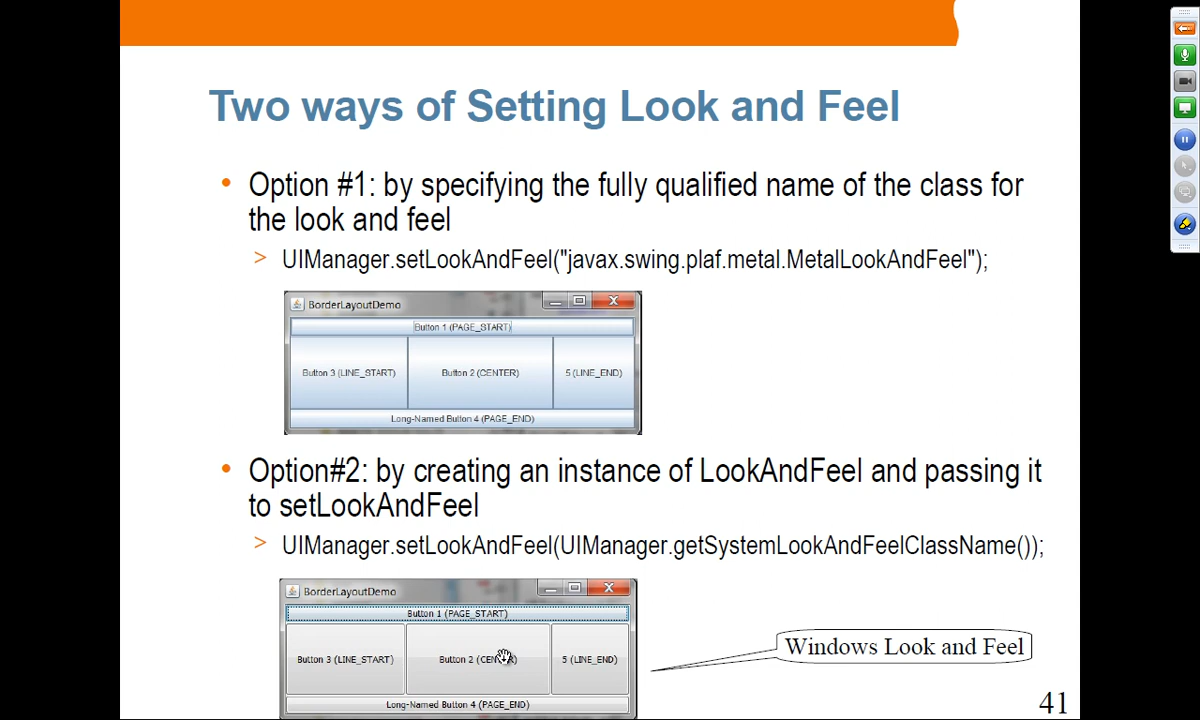 Two ways of Setting Look and Feel
• Option #1: by specifying the fully qualified name of the class for
the look and feel
> UIManager.setLookAndFeel("javax.swing.plaf.metal.MetalLookAndFeel");
BorderLayoutDemo
Button 1 (PAGE_START)
Button 3 (LINE_START) Button 2 (CENTER) 5 (LINE_END)
Long-Named Button 4 (PAGE_END)
• Option#2: by creating an instance of LookAndFeel and passing it
to setLookAndFeel
> UIManager.setLookAndFeel(UIManager.getSystemLookAndFeelClassName());
BorderLayoutDemo
Button 1 (PAGE_START)
Button 3 (LINE_START) Button 2 (CENTER) 5 (LINE_END)
Long-Named Button 4 (PAGE_END)
Windows Look and Feel
41